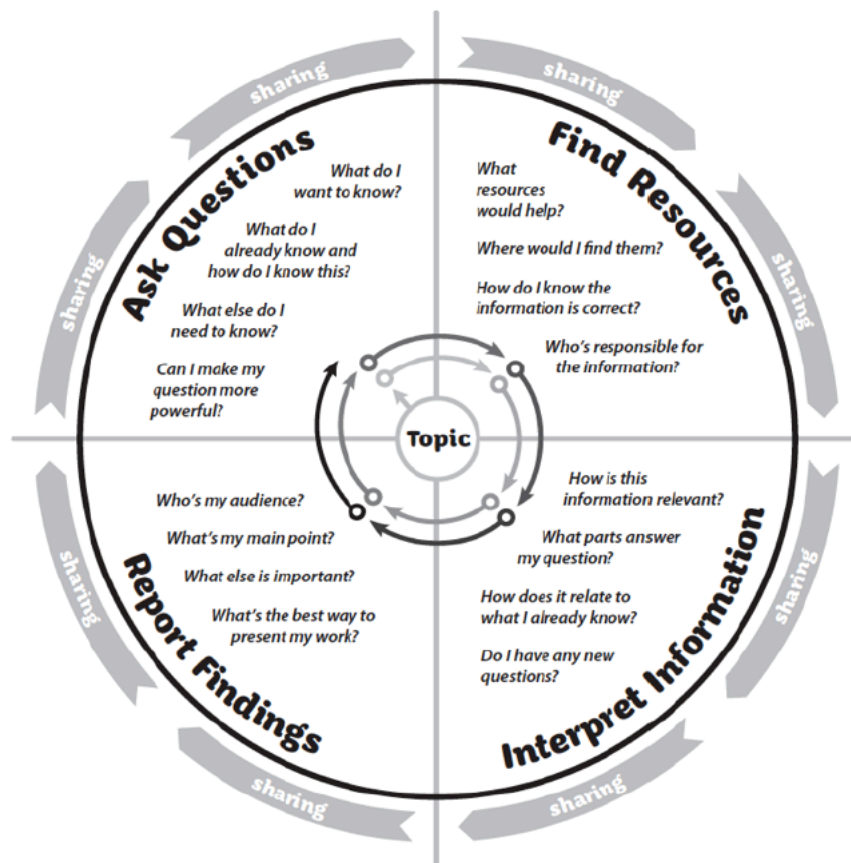 sharing
sharing
Ask Questions
What do I
want to know?
What do I
already know and
how do I know this?
What else do I
need to know?
Can I make my
question more
powerful?
sharing
sharing
Find Resources
What
resources
would help?
Where would I find them?
How do I know the
information is correct?
Who's responsible for
the information?
Topic
sharing
sharing
Interpret Information
How is this
information relevant?
What parts answer
my question?
How does it relate to
what I already know?
Do I have any new
questions?
sharing
sharing
Report Findings
Who's my audience?
What's my main point?
What else is important?
What's the best way to
present my work?